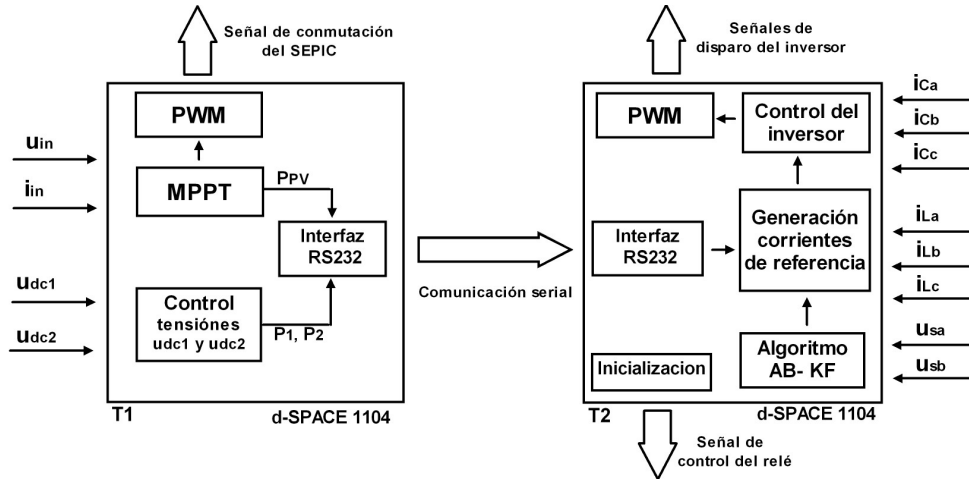 Señal de conmutación
del SEPIC
PWM
uin
iin
MPPT
PPV
Interfaz
RS232
udc1
udc2
Control
tensiónes
udc1 y udc2
P1, P2
T1
d-SPACE 1104
Comunicación serial
Señales de
disparo del inversor
PWM
Control del
inversor
iCa
iCb
iCc
Interfaz
RS232
Generación
corrientes
de referencia
iLa
iLb
iLc
Inicializacion
Algoritmo
AB- KF
usa
usb
T2
d-SPACE 1104
Señal de
control del relé